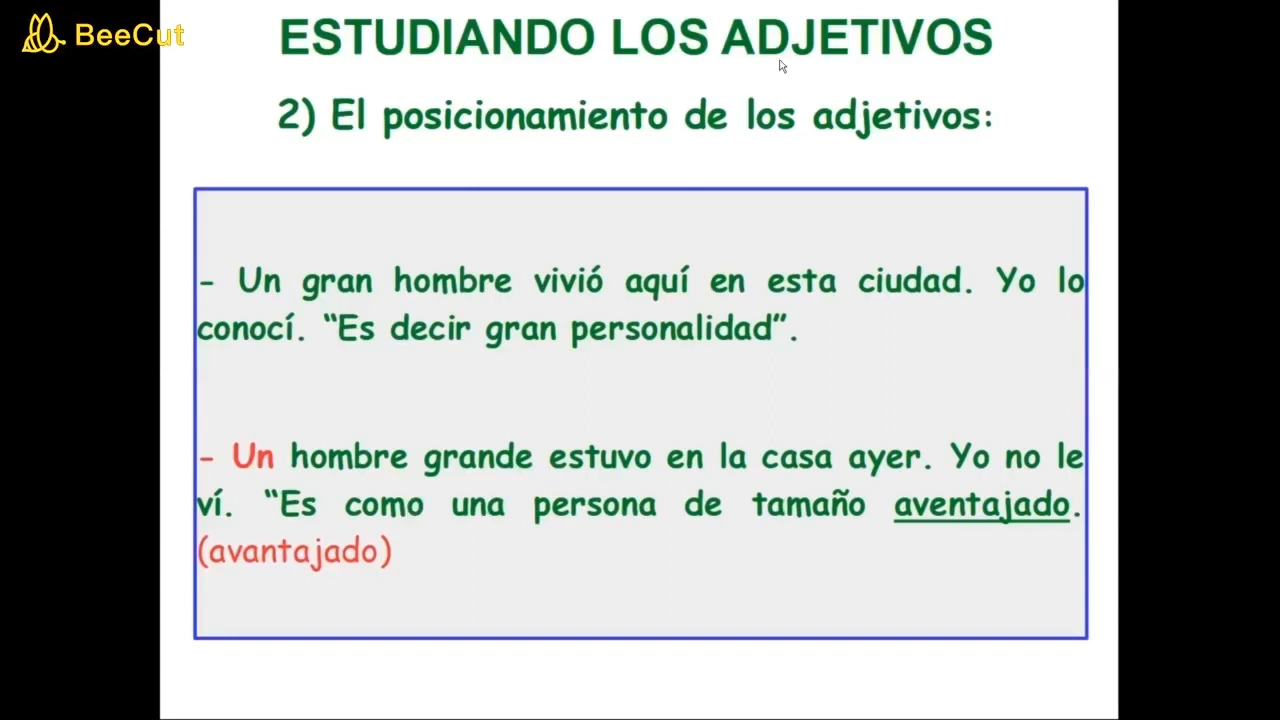 BeeCut
ESTUDIANDO LOS ADJETIVOS
2) El posicionamiento de los adjetivos:
- Un gran hombre vivió aquí en esta ciudad. Yo lo
conocí. “Es decir gran personalidad”.
- Un hombre grande estuvo en la casa ayer. Yo no le
ví. “Es como una persona de tamaño aventajado.
(avantajado)